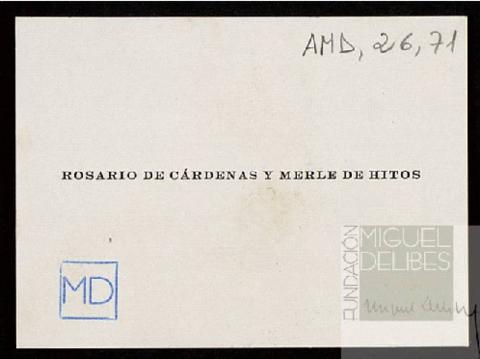 AMD, 26, 71
ROSARIO DE CÁRDENAS Y MERLE DE HITOS
MD
FUNDACIÓN
MIGUEL
DELIBES